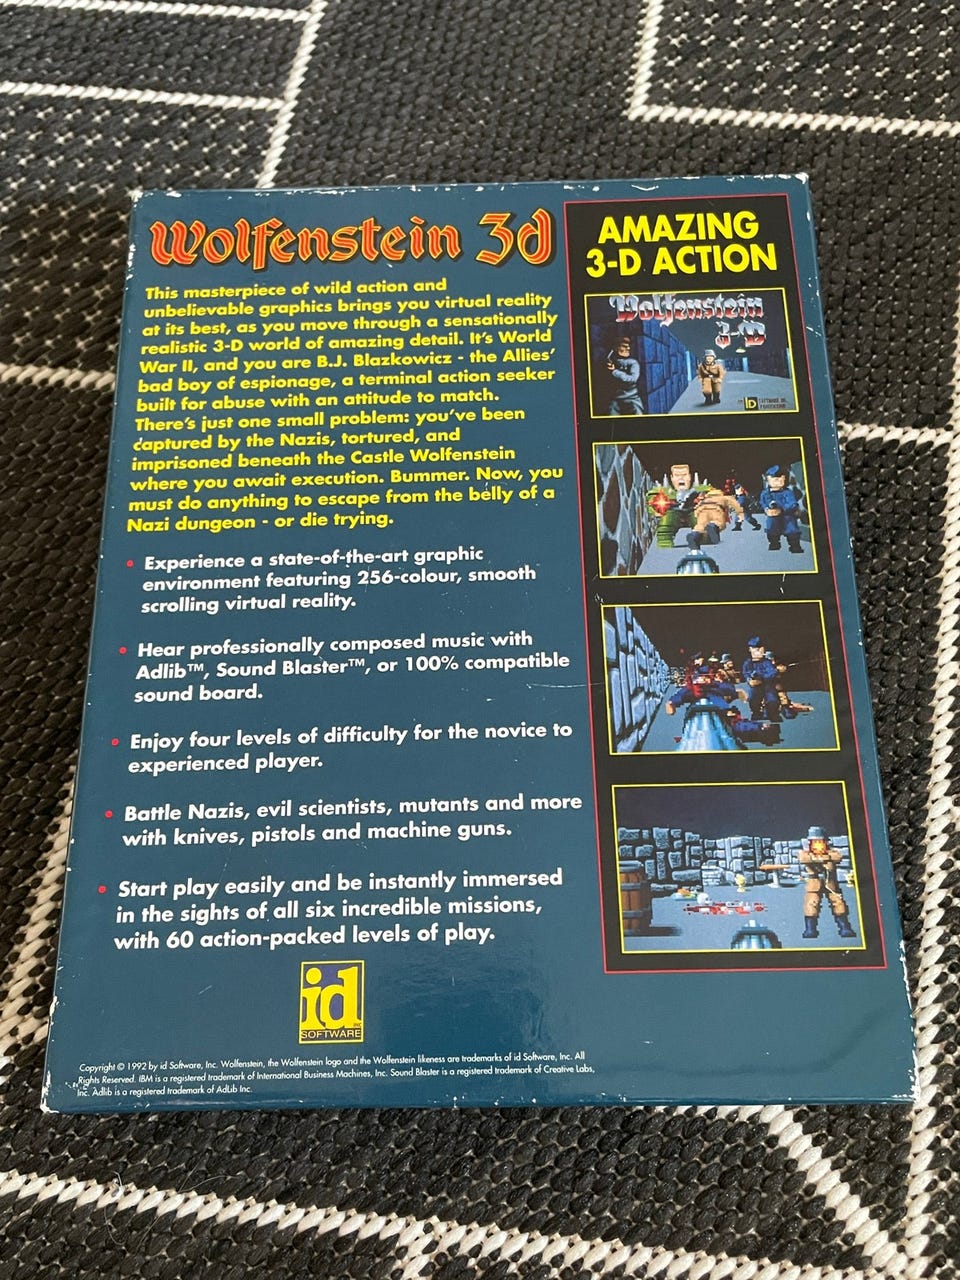 Wolfenstein 3d
This masterpiece of wild action and
unbelievable graphics brings you virtual reality
at its best, as you move through a sensationally
realistic 3-D world of amazing detail. It's World
War II, and you are B.J. Blazkowicz - the Allies'
bad boy of espionage, a terminal action seeker
built for abuse with an attitude to match.
There's just one small problem: you've been
captured by the Nazis, tortured, and
imprisoned beneath the Castle Wolfenstein
where you await execution. Bummer. Now, you
must do anything to escape from the belly of a
Nazi dungeon - or die trying.
• Experience a state-of-the-art graphic
environment featuring 256-colour, smooth
scrolling virtual reality.
• Hear professionally composed music with
Adlib™, Sound Blaster™, or 100% compatible
sound board.
• Enjoy four levels of difficulty for the novice to
experienced player.
• Battle Nazis, evil scientists, mutants and more
with knives, pistols and machine guns.
• Start play easily and be instantly immersed
in the sights of all six incredible missions,
with 60 action-packed levels of play.
id
SOFTWARE
Copyright © 1992 by id Software, Inc. Wolfenstein, the Wolfenstein logo and the Wolfenstein likeness are trademarks of id Software, Inc. All
Rights Reserved. IBM is a registered trademark of International Business Machines, Inc. Sound Blaster is a registered trademark of Creative Labs,
Inc. Adlib is a registered trademark of AdLib Inc.
AMAZING
3-D ACTION
Wolfenstein
3-D
ID